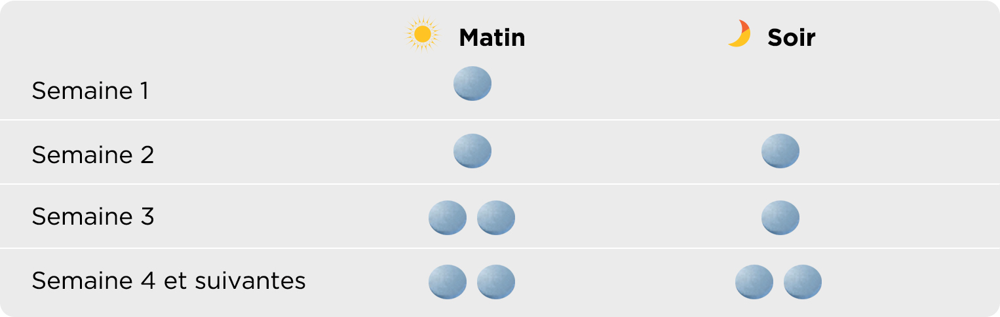 Matin
Soir
Semaine 1
Semaine 2
Semaine 3
Semaine 4 et suivantes